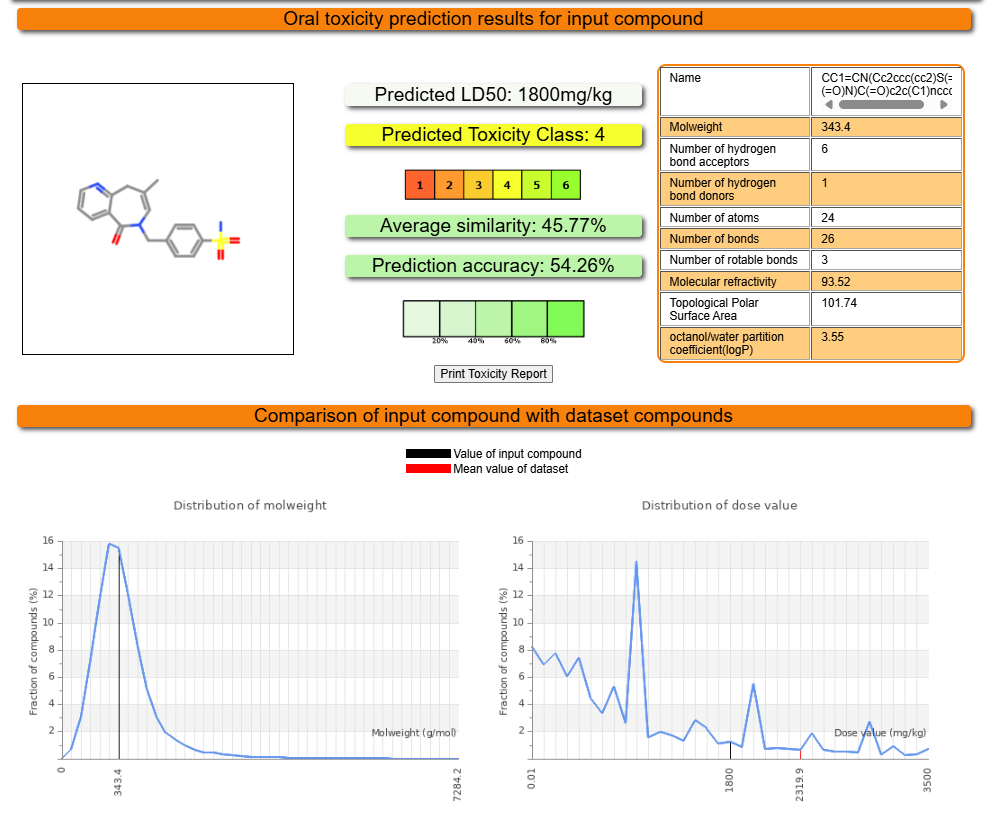 Oral toxicity prediction results for input compound
Predicted LD50: 1800mg/kg
Predicted Toxicity Class: 4
1 2 3 4 5 6
Average similarity: 45.77%
Prediction accuracy: 54.26%
20% 40% 60% 80%
Print Toxicity Report
Name
CC1=CN(Cc2ccc(cc2)S(=
(=O)N)C(=O)c2c(C1)nccc
Molweight 343.4
Number of hydrogen
bond acceptors
6
Number of hydrogen
bond donors
1
Number of atoms 24
Number of bonds 26
Number of rotable bonds 3
Molecular refractivity 93.52
Topological Polar
Surface Area
101.74
octanol/water partition
coefficient(logP)
3.55
Comparison of input compound with dataset compounds
Value of input compound
Mean value of dataset
Distribution of molweight
Fraction of compounds (%)
16
14
12
10
8
6
4
2
Molweight (g/mol)
0 343.4 7284.2
Distribution of dose value
Fraction of compounds (%)
16
14
12
10
8
6
4
2
Dose value (mg/kg)
0.01 1800 2319.9 3500